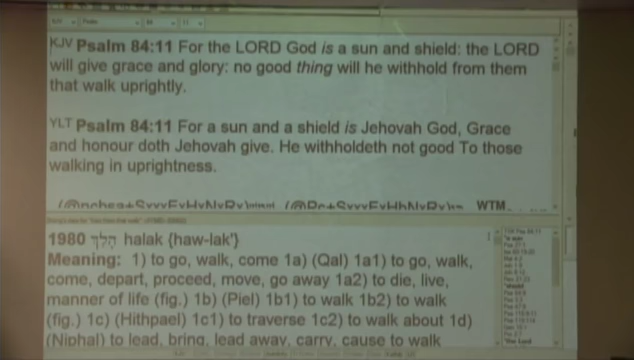 KJV Psalm 84:11 For the LORD God is a sun and shield: the LORD
will give grace and glory: no good thing will he withhold from them
that walk uprightly.
YLT Psalm 84:11 For a sun and a shield is Jehovah God, Grace
and honour doth Jehovah give. He withholdeth not good To those
walking in uprightness.
WTM
1980 הָלַךְ halak {haw-lak'}
Meaning: 1) to go, walk, come 1a) (Qal) 1a1) to go, walk,
come, depart, proceed, move, go away 1a2) to die, live,
manner of life (fig.) 1b) (Piel) 1b1) to walk 1b2) to walk
(fig.) 1c) (Hithpael) 1c1) to traverse 1c2) to walk about 1d)
(Niphal) to lead, bring, lead away, carry, cause to walk